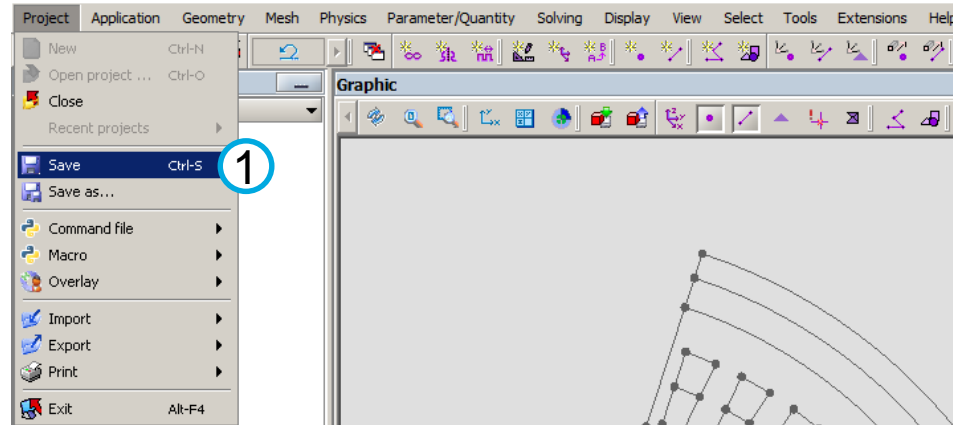 Project Application Geometry Mesh Physics Parameter/Quantity Solving Display View Select Tools Extensions Help
New Ctrl-N
Open project ... Ctrl-O
Close
Recent projects
Save Ctrl-S
1
Save as...
Command file
Macro
Overlay
Import
Export
Print
Exit Alt-F4
Graphic